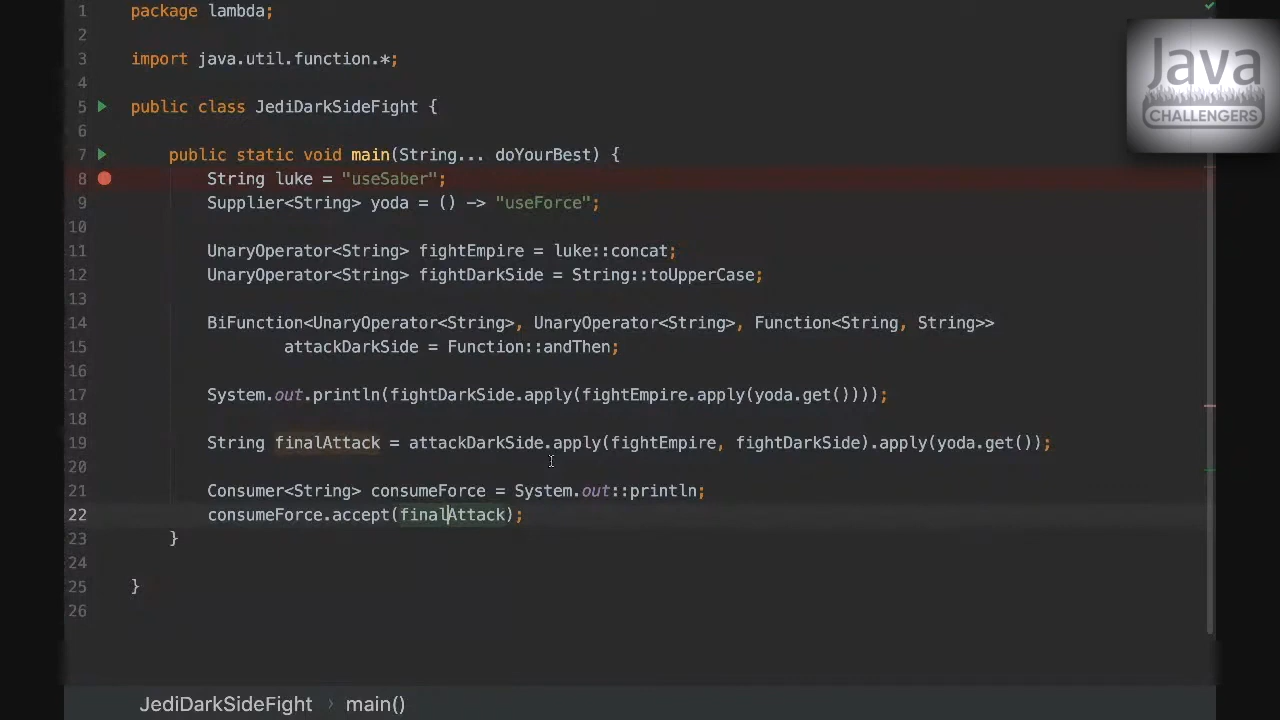 1 package lambda;
2
3 import java.util.function.*;
4
5 public class JediDarkSideFight {
6
7 public static void main(String... doYourBest) {
8 String luke = "useSaber";
9 Supplier<String> yoda = () -> "useForce";
10
11 UnaryOperator<String> fightEmpire = luke::concat;
12 UnaryOperator<String> fightDarkSide = String::toUpperCase;
13
14 BiFunction<UnaryOperator<String>, UnaryOperator<String>, Function<String, String>>
15 attackDarkSide = Function::andThen;
16
17 System.out.println(fightDarkSide.apply(fightEmpire.apply(yoda.get())));
18
19 String finalAttack = attackDarkSide.apply(fightEmpire, fightDarkSide).apply(yoda.get());
20
21 Consumer<String> consumeForce = System.out::println;
22 consumeForce.accept(finalAttack);
23 }
24
25 }
26
JediDarkSideFight › main()
Java
CHALLENGERS